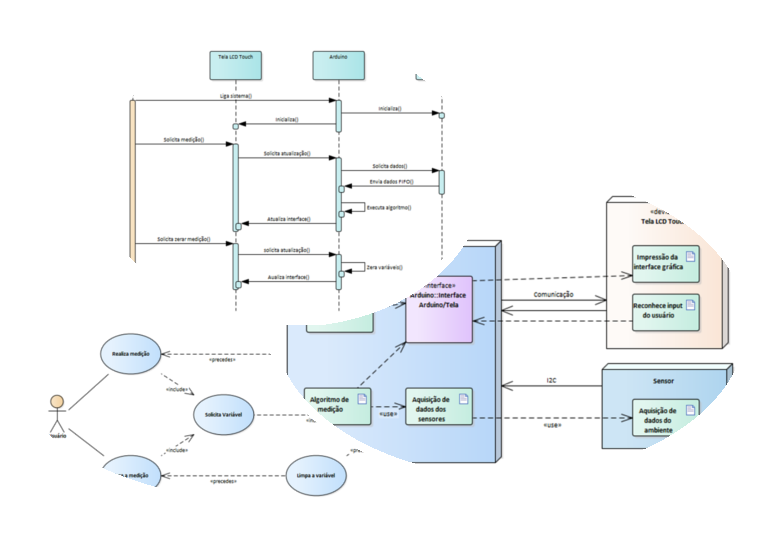 Tela LCD Touch
Arduino
Liga sistema()
Inicializa()
Inicializa()
Solicita medição()
Solicita atualização()
Solicita dados()
Envia dados FIFO()
Executa algoritmo()
Atualiza interface()
Solicita zerar medição()
solicita atualização()
Zera variáveis()
Aualiza interface()
Tela LCD
Impressão da
interface gráfica
Arduino::Interface
Arduino/Tela
Comunicação
Reconhece input
do usuário
Realiza medição
«precedes»
«include»
Solicita Variável
Algoritmo de
medição
«use»
Aquisição de
dados dos
sensores
I2C
Sensor
«use»
Aquisição de
dados do
ambiente
«include»
a medição
«precedes»
Limpa a variável